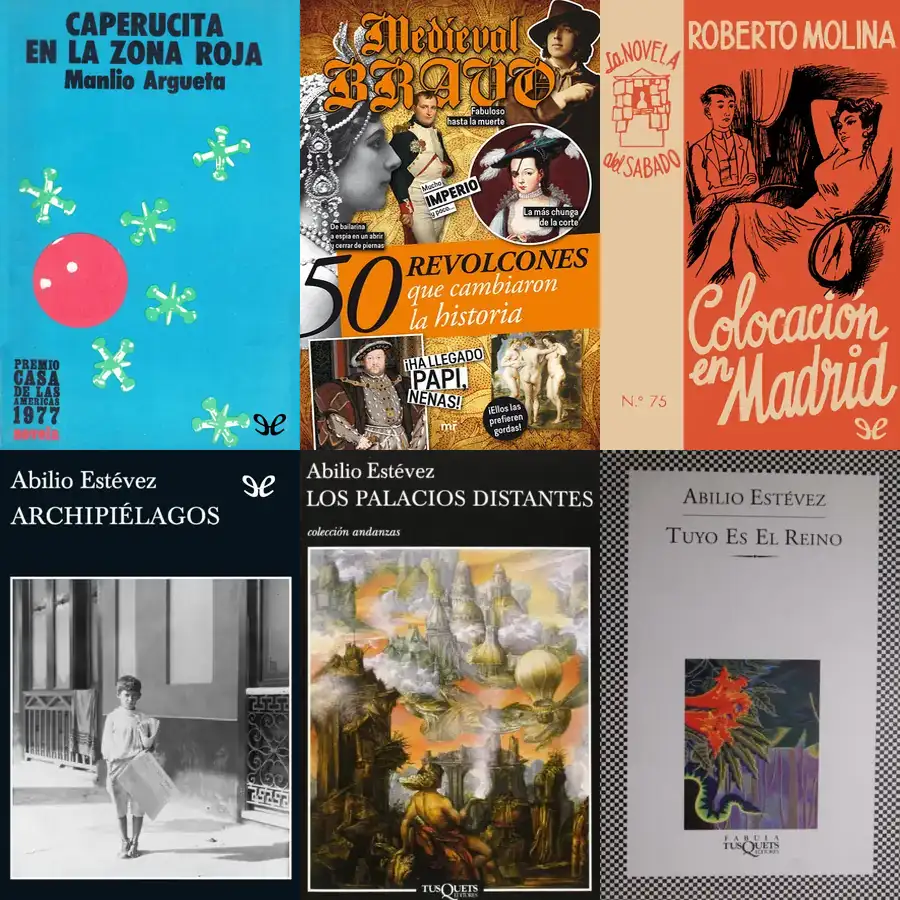 CAPERUCITA
EN LA ZONA ROJA
Manlio Argueta
PREMIO
CASA
DE LAS
AMERICAS
1977
novela
Medieval
BRAVO
Fabuloso
hasta la muerte
Mucho
IMPERIO
y poco...
La más chunga
de la corte
De bailarina
a espía en un abrir
y cerrar de piernas
50 REVOLCONES
que cambiaron
la historia
¡HA LLEGADO
PAPI,
NENAS!
¡Ellos las
prefieren
gordas!
mr
La NOVELA
del SABADO
N.º 75
ROBERTO MOLINA
Colocación
en
Madrid
Abilio Estévez
ARCHIPIÉLAGOS
Abilio Estévez
LOS PALACIOS DISTANTES
colección andanzas
TUSQUETS
EDITORES
ABILIO ESTÉVEZ
TUYO ES EL REINO
FABULA
TUSQUETS
EDITORES